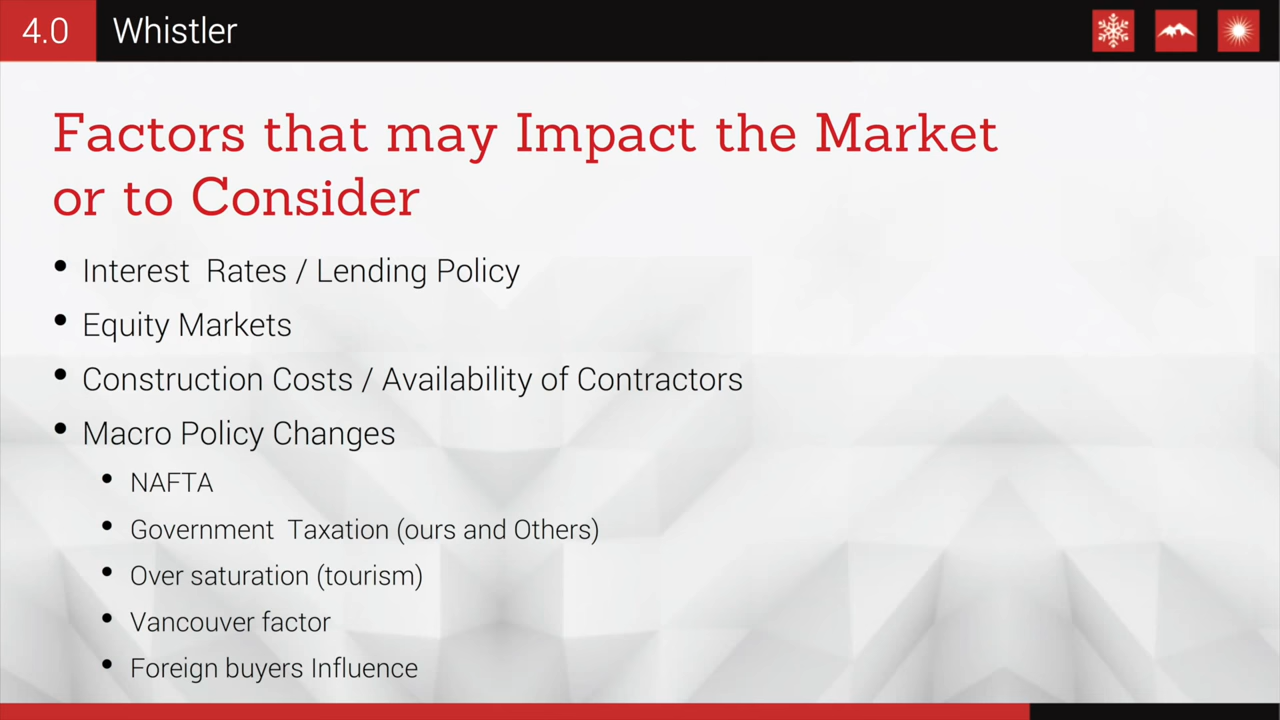 4.0 Whistler
Factors that may Impact the Market
or to Consider
• Interest Rates / Lending Policy
• Equity Markets
• Construction Costs / Availability of Contractors
• Macro Policy Changes
• NAFTA
• Government Taxation (ours and Others)
• Over saturation (tourism)
• Vancouver factor
• Foreign buyers Influence